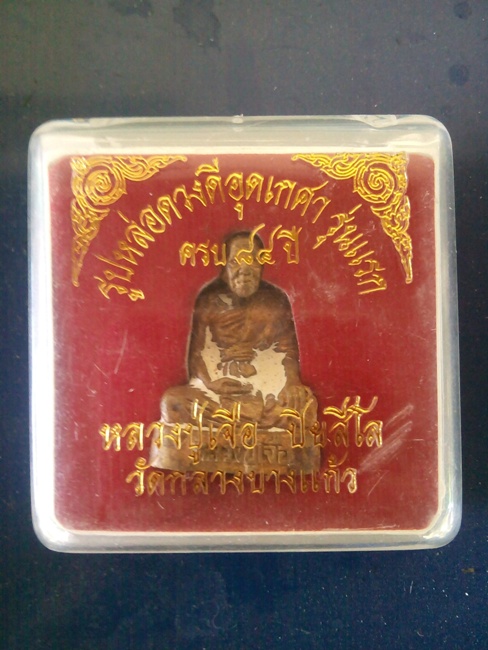 รูปหล่อดวงดีอุดเกศา รุ่นแรก
ครบ ๘๔ ปี
หลวงปู่เจือ ปิยสีโล
วัดกลางบางแก้ว